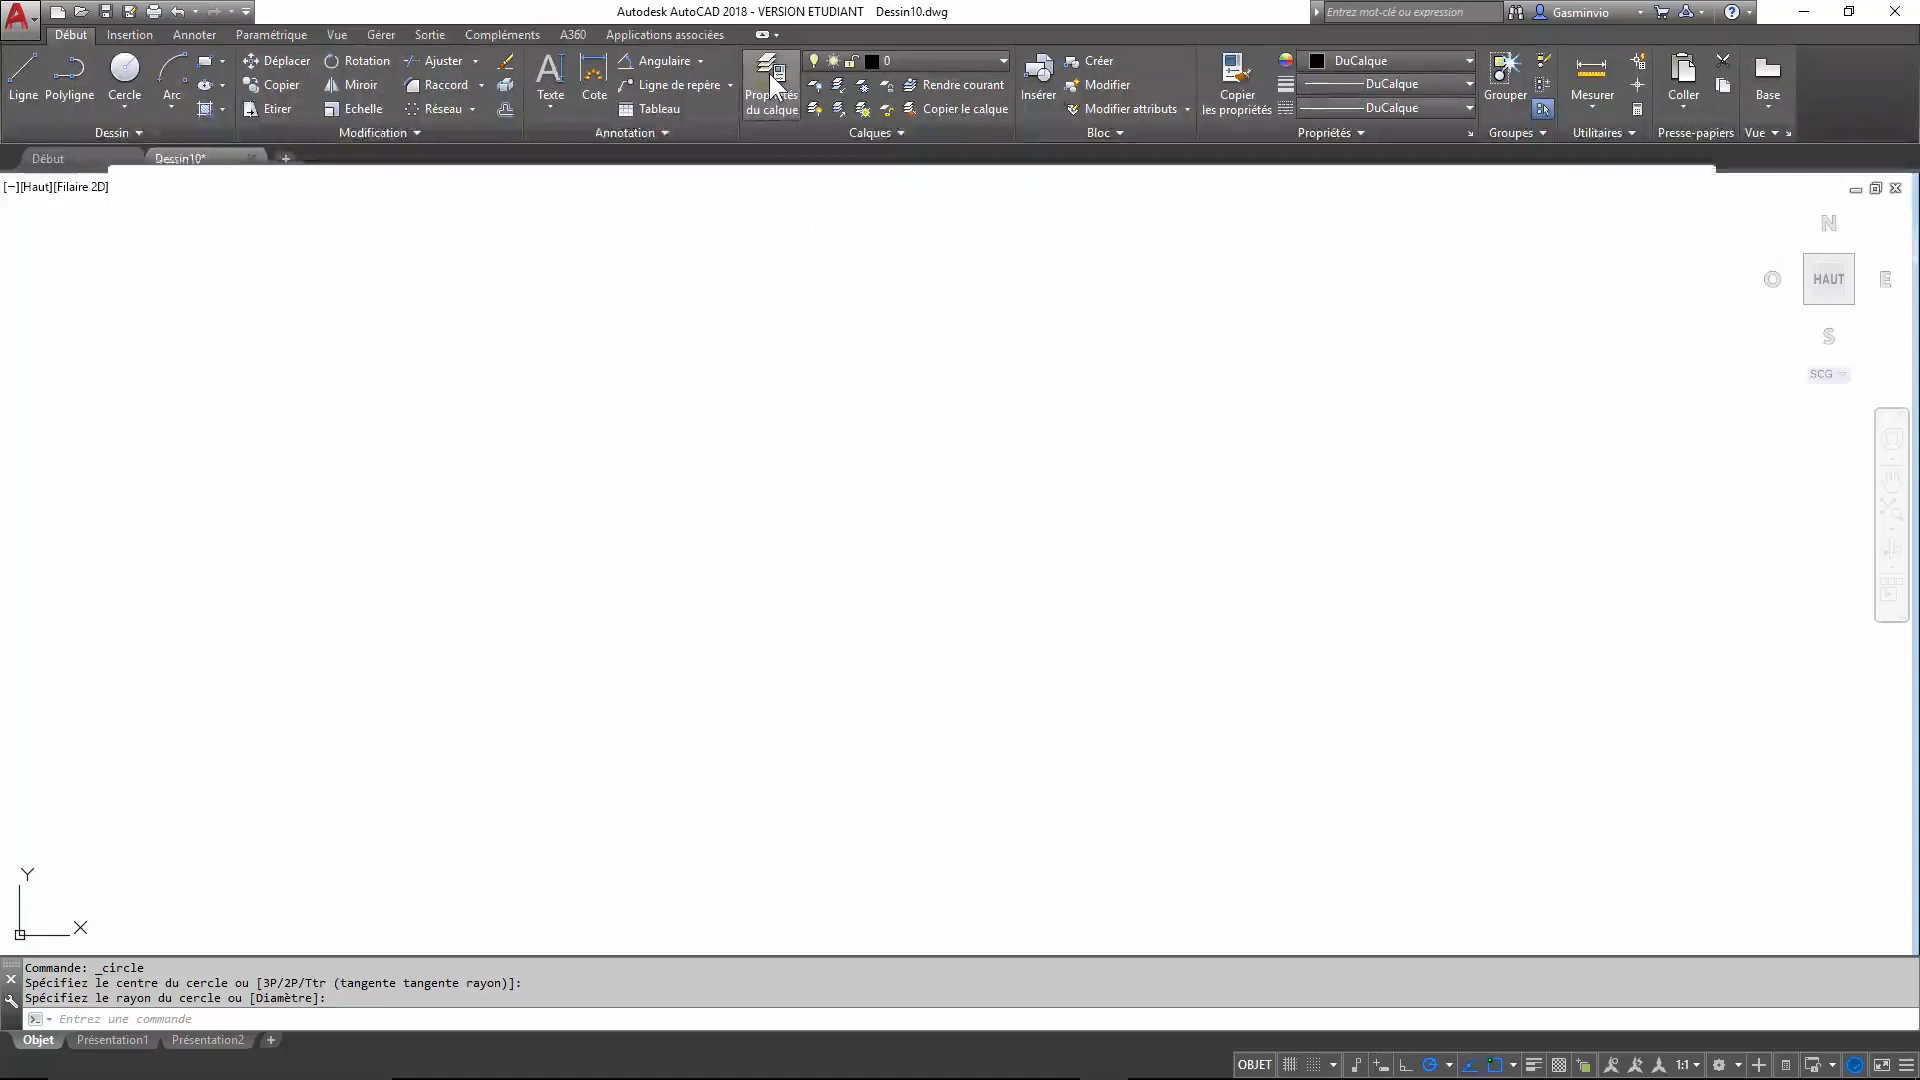 Autodesk AutoCAD 2018 - VERSION ETUDIANT Dessin10.dwg
Entrez mot-clé ou expression
Gasminvio
Début Insertion Annoter Paramétrique Vue Gérer Sortie Compléments A360 Applications associées
Ligne Polyligne Cercle Arc
Déplacer Rotation Ajuster
Copier Miroir Raccord
Etirer Echelle Réseau
Texte Cote
Angulaire
Ligne de repère
Tableau
Propriétés
du calque
0
Rendre courant
Copier le calque
Insérer
Créer
Modifier
Modifier attributs
Copier
les propriétés
DuCalque
DuCalque
DuCalque
Grouper
Mesurer
Coller
Base
Dessin Modification Annotation Calques Bloc Propriétés Groupes Utilitaires Presse-papiers Vue
Début Dessin10*
[−][Haut][Filaire 2D]
N
O HAUT E
S
SCG
Y
X
Commande: _circle
Spécifiez le centre du cercle ou [3P/2P/Ttr (tangente tangente rayon)]:
Spécifiez le rayon du cercle ou [Diamètre]:
Entrez une commande
Objet Présentation1 Présentation2
OBJET 1:1